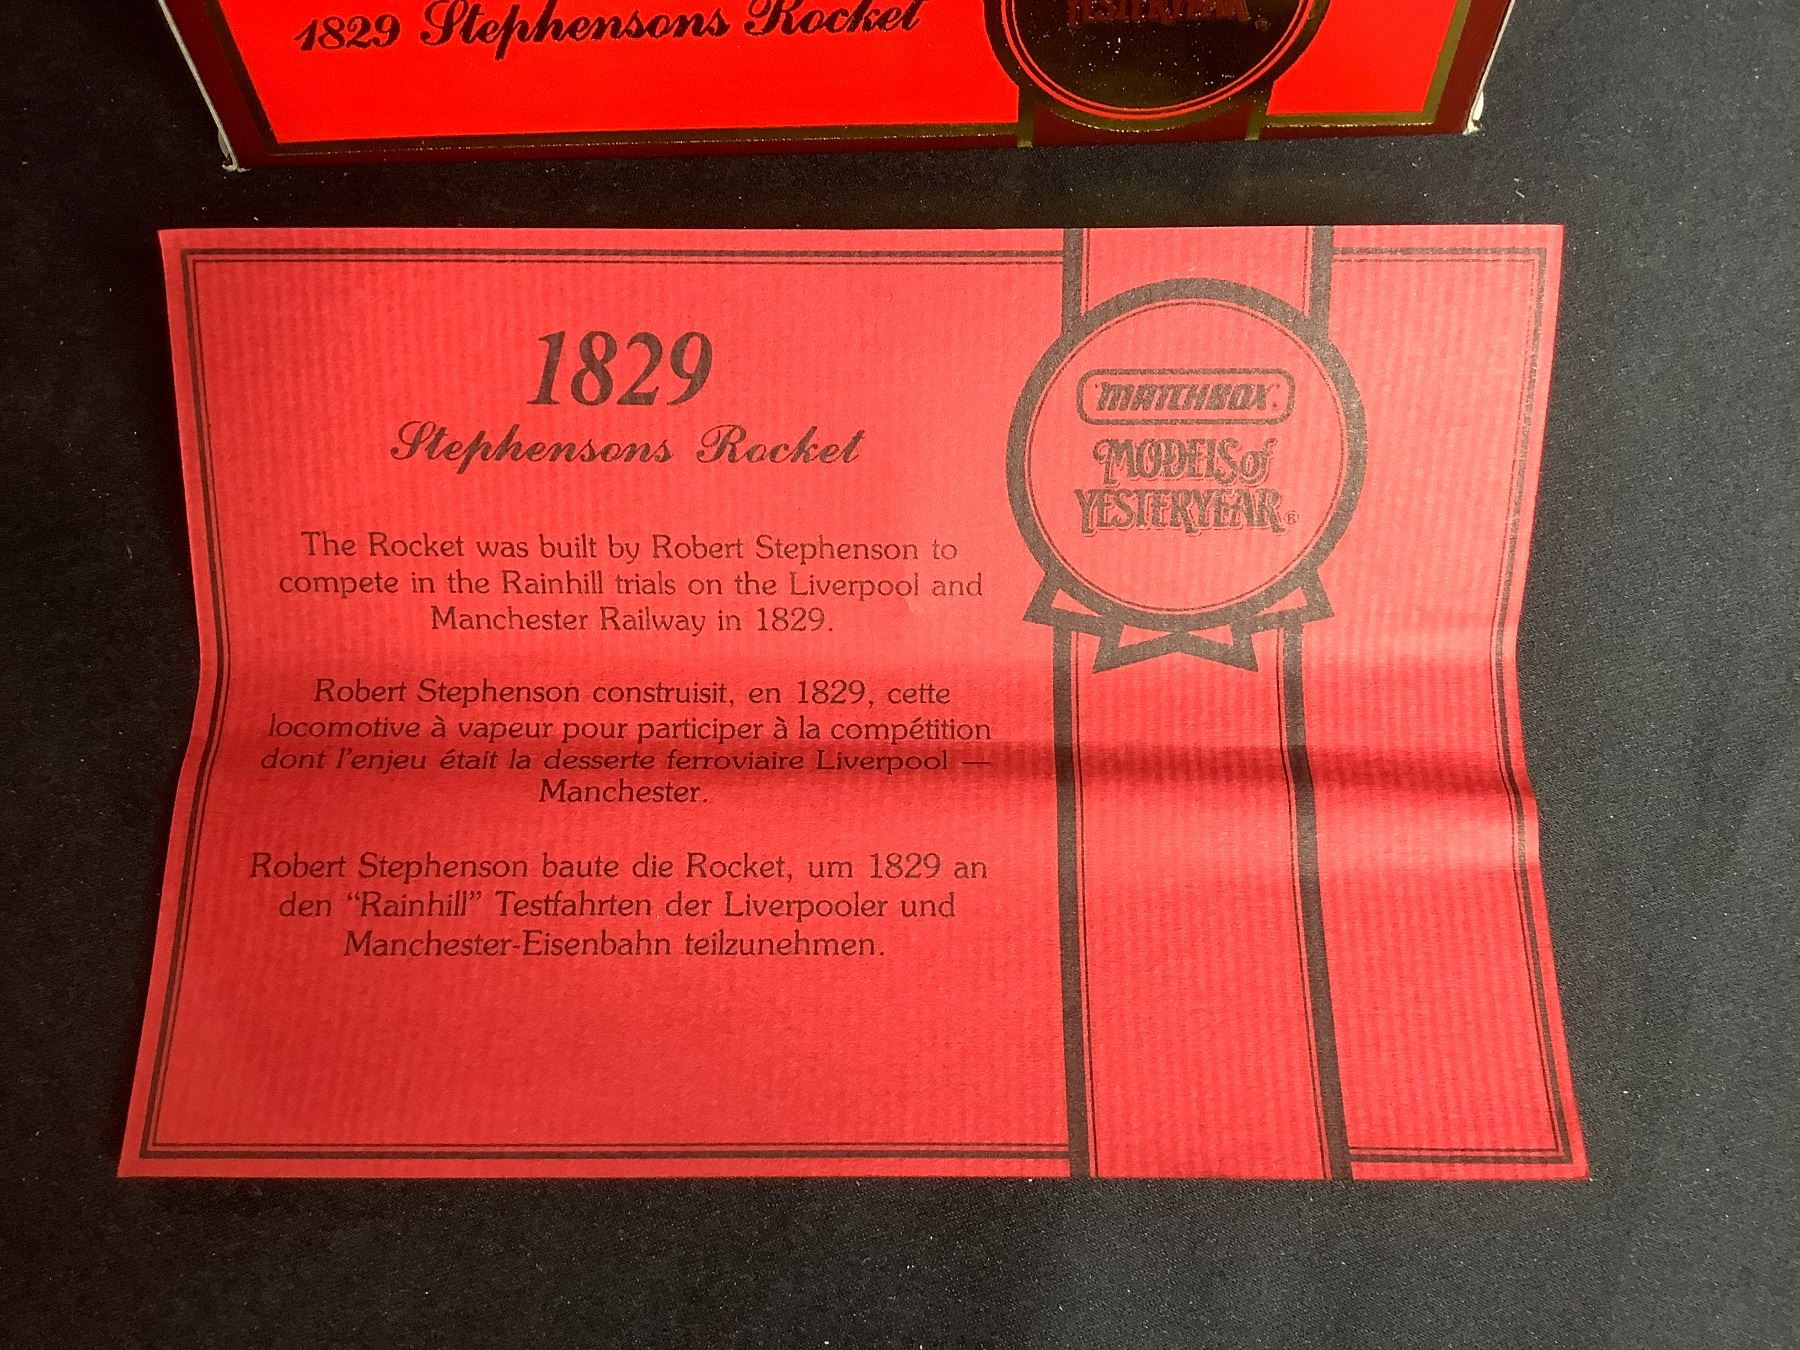 1829 Stephensons Rocket
YESTERYEAR
1829
Stephensons Rocket
The Rocket was built by Robert Stephenson to
compete in the Rainhill trials on the Liverpool and
Manchester Railway in 1829.
Robert Stephenson construisit, en 1829, cette
locomotive à vapeur pour participer à la compétition
dont l'enjeu était la desserte ferroviaire Liverpool —
Manchester.
Robert Stephenson baute die Rocket, um 1829 an
den “Rainhill” Testfahrten der Liverpooler und
Manchester-Eisenbahn teilzunehmen.
"MATCHBOX"
MODELS of
YESTERYEAR®